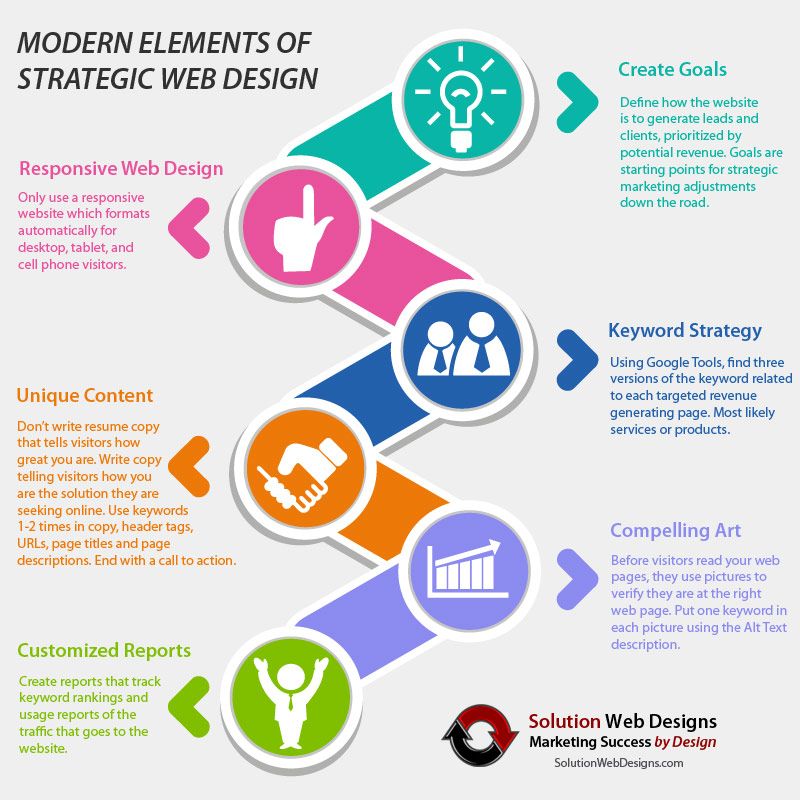 MODERN ELEMENTS OF
STRATEGIC WEB DESIGN
Create Goals
Define how the website
is to generate leads and
clients, prioritized by
potential revenue. Goals are
starting points for strategic
marketing adjustments
down the road.
Responsive Web Design
Only use a responsive
website which formats
automatically for
desktop, tablet, and
cell phone visitors.
Keyword Strategy
Using Google Tools, find three
versions of the keyword related
to each targeted revenue
generating page. Most likely
services or products.
Unique Content
Don't write resume copy
that tells visitors how
great you are. Write copy
telling visitors how you
are the solution they are
seeking online. Use keywords
1-2 times in copy, header tags,
URLs, page titles and page
descriptions. End with a call to action.
Compelling Art
Before visitors read your web
pages, they use pictures to
verify they are at the right
web page. Put one keyword in
each picture using the Alt Text
description.
Customized Reports
Create reports that track
keyword rankings and
usage reports of the
traffic that goes to the
website.
Solution Web Designs
Marketing Success by Design
SolutionWebDesigns.com